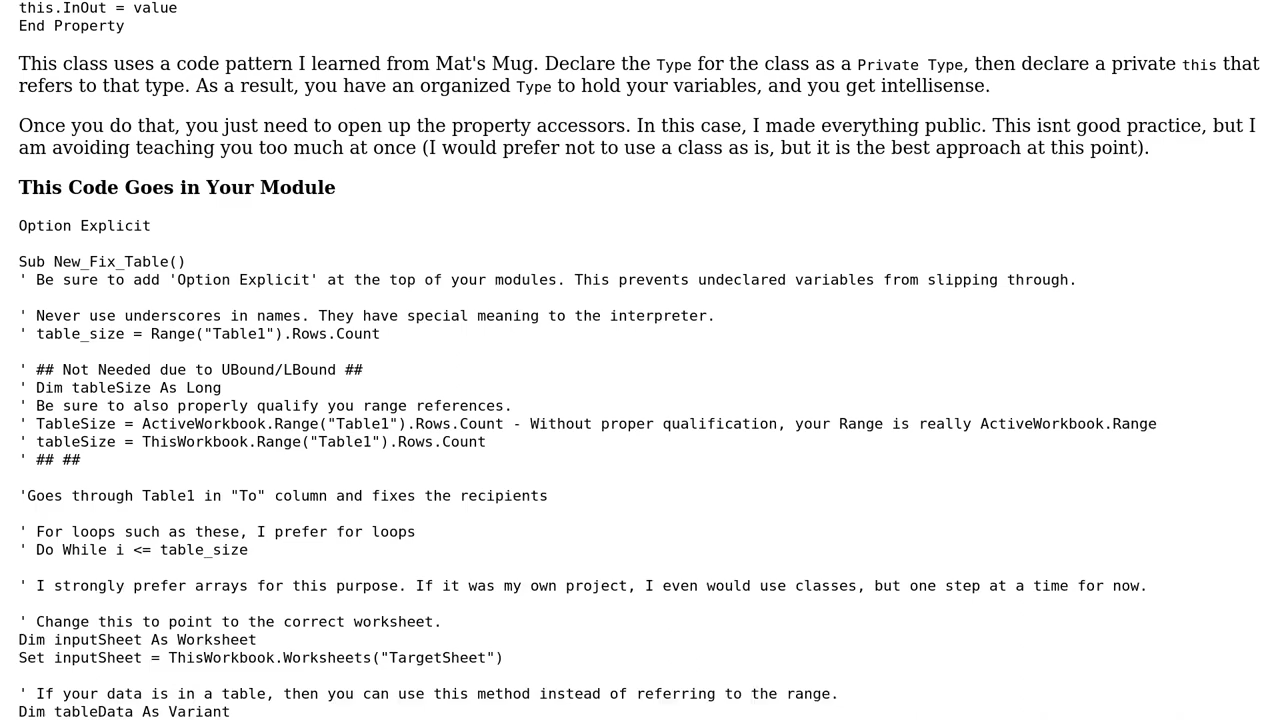 this.InOut = value
End Property
This class uses a code pattern I learned from Mat's Mug. Declare the Type for the class as a Private Type, then declare a private this that
refers to that type. As a result, you have an organized Type to hold your variables, and you get intellisense.
Once you do that, you just need to open up the property accessors. In this case, I made everything public. This isnt good practice, but I
am avoiding teaching you too much at once (I would prefer not to use a class as is, but it is the best approach at this point).
This Code Goes in Your Module
Option Explicit
Sub New_Fix_Table()
' Be sure to add 'Option Explicit' at the top of your modules. This prevents undeclared variables from slipping through.
' Never use underscores in names. They have special meaning to the interpreter.
' table_size = Range("Table1").Rows.Count
' ## Not Needed due to UBound/LBound ##
' Dim tableSize As Long
' Be sure to also properly qualify you range references.
' TableSize = ActiveWorkbook.Range("Table1").Rows.Count - Without proper qualification, your Range is really ActiveWorkbook.Range
' tableSize = ThisWorkbook.Range("Table1").Rows.Count
' ## ##
'Goes through Table1 in "To" column and fixes the recipients
' For loops such as these, I prefer for loops
' Do While i <= table_size
' I strongly prefer arrays for this purpose. If it was my own project, I even would use classes, but one step at a time for now.
' Change this to point to the correct worksheet.
Dim inputSheet As Worksheet
Set inputSheet = ThisWorkbook.Worksheets("TargetSheet")
' If your data is in a table, then you can use this method instead of referring to the range.
Dim tableData As Variant